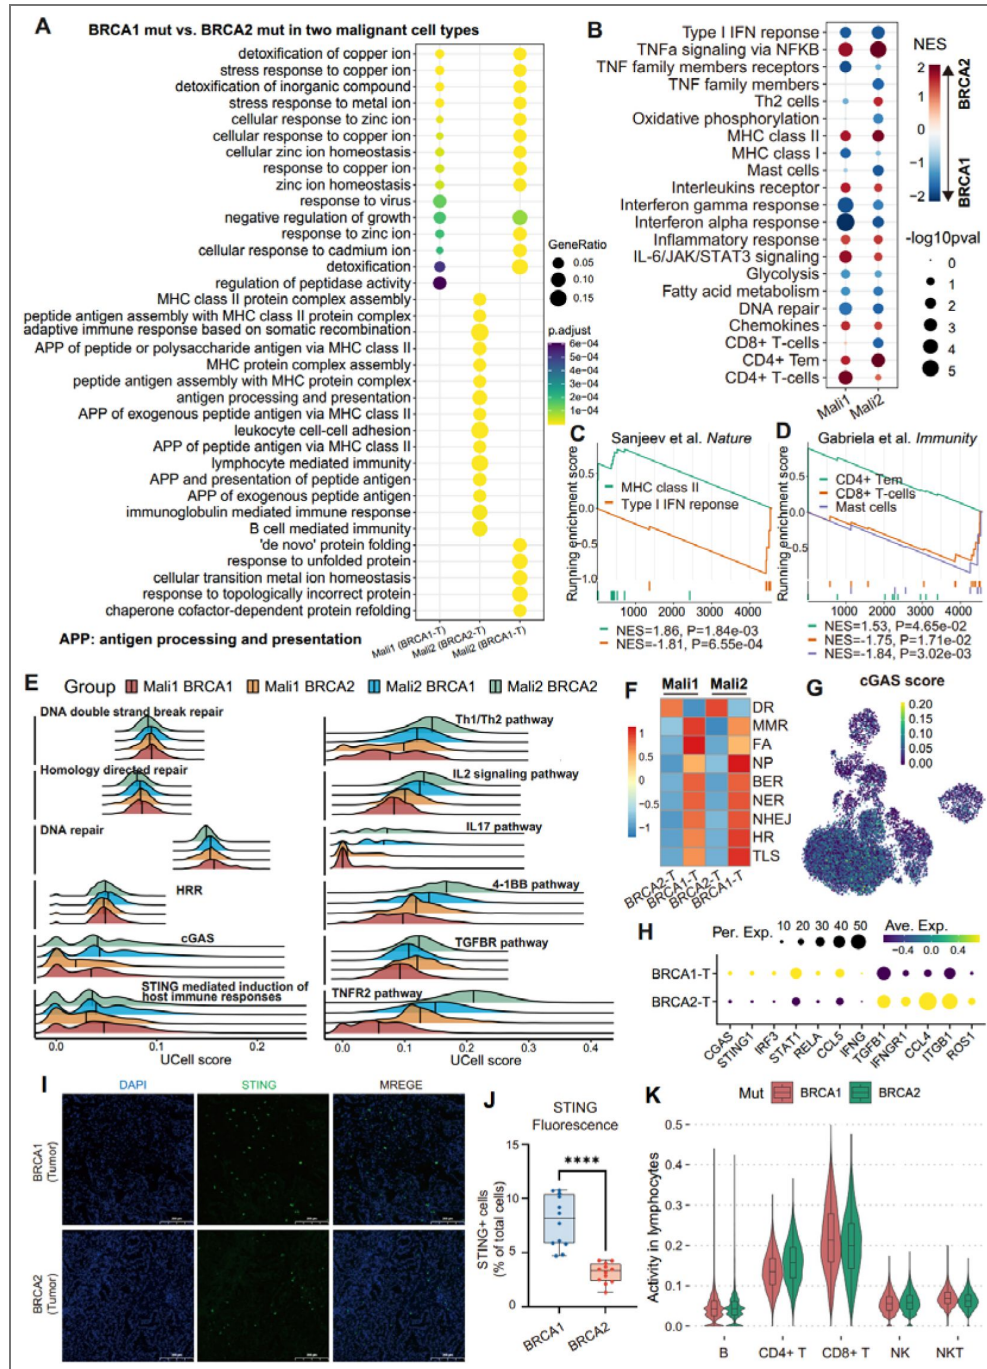 A
BRCA1 mut vs. BRCA2 mut in two malignant cell types
detoxification of copper ion
stress response to copper ion
detoxification of inorganic compound
stress response to metal ion
cellular response to zinc ion
cellular response to copper ion
cellular zinc ion homeostasis
response to copper ion
zinc ion homeostasis
response to virus
negative regulation of growth
response to zinc ion
cellular response to cadmium ion
detoxification
regulation of peptidase activity
MHC class II protein complex assembly
peptide antigen assembly with MHC class II protein complex
adaptive immune response based on somatic recombination
APP of peptide or polysaccharide antigen via MHC class II
MHC protein complex assembly
peptide antigen assembly with MHC protein complex
antigen processing and presentation
APP of exogenous peptide antigen via MHC class II
leukocyte cell-cell adhesion
APP of peptide antigen via MHC class II
lymphocyte mediated immunity
APP and presentation of peptide antigen
APP of exogenous peptide antigen
immunoglobulin mediated immune response
B cell mediated immunity
'de novo' protein folding
response to unfolded protein
cellular transition metal ion homeostasis
response to topologically incorrect protein
chaperone cofactor-dependent protein refolding
APP: antigen processing and presentation
Mali1 (BRCA1-T)
Mali2 (BRCA2-T)
Mali2 (BRCA1-T)
GeneRatio
0.05
0.10
0.15
p.adjust
6e-04
5e-04
4e-04
3e-04
2e-04
1e-04
B
Type I IFN reponse
TNFa signaling via NFKB
TNF family members receptors
TNF family members
Th2 cells
Oxidative phosphorylation
MHC class II
MHC class I
Mast cells
Interleukins receptor
Interferon gamma response
Interferon alpha response
Inflammatory response
IL-6/JAK/STAT3 signaling
Glycolysis
Fatty acid metabolism
DNA repair
Chemokines
CD8+ T-cells
CD4+ Tem
CD4+ T-cells
Mali1
Mali2
NES
2
1
0
−1
−2
BRCA2
BRCA1
-log10pval
0
1
2
3
4
5
C
Sanjeev et al. Nature
Running enrichment score
0.5
0.0
−0.5
−1.0
MHC class II
Type I IFN reponse
0
1000
2000
4000
NES=1.86, P=1.84e-03
NES=-1.81, P=6.55e-04
D
Gabriela et al. Immunity
Running enrichment score
0.5
0.0
−0.5
CD4+ Tem
CD8+ T-cells
Mast cells
0
1000
2000
4000
NES=1.53, P=4.65e-02
NES=-1.75, P=1.71e-02
NES=-1.84, P=3.02e-03
E
Group Mali1 BRCA1 Mali1 BRCA2 Mali2 BRCA1 Mali2 BRCA2
DNA double strand break repair
Homology directed repair
DNA repair
HRR
cGAS
STING mediated induction of
host immune responses
0.0
0.1
0.2
UCell score
Th1/Th2 pathway
IL2 signaling pathway
IL17 pathway
4-1BB pathway
TGFBR pathway
TNFR2 pathway
0.0
0.1
0.2
0.3
0.4
UCell score
F
Mali1 Mali2
1
0.5
0
−0.5
−1
DR
MMR
FA
NP
BER
NER
NHEJ
HR
TLS
BRCA2-T
BRCA1-T
BRCA2-T
BRCA1-T
G
cGAS score
0.20
0.15
0.10
0.05
0.00
H
Per. Exp. 10 20 30 40 50
Ave. Exp. −0.4 0.0 0.4
BRCA1-T
BRCA2-T
CGAS
STING1
IRF3
STAT1
RELA
CCL5
IFNG
TGFB1
IFNGR1
CCL4
ITGB1
ROS1
I
DAPI STING MREGE
BRCA1
(Tumor)
BRCA2
(Tumor)
J
STING
Fluorescence
****
STING+ cells
(% of total cells)
15
10
5
0
BRCA1
BRCA2
K
Mut BRCA1 BRCA2
Activity in lymphocytes
0.5
0.4
0.3
0.2
0.1
0.0
B CD4+ T CD8+ T NK NKT